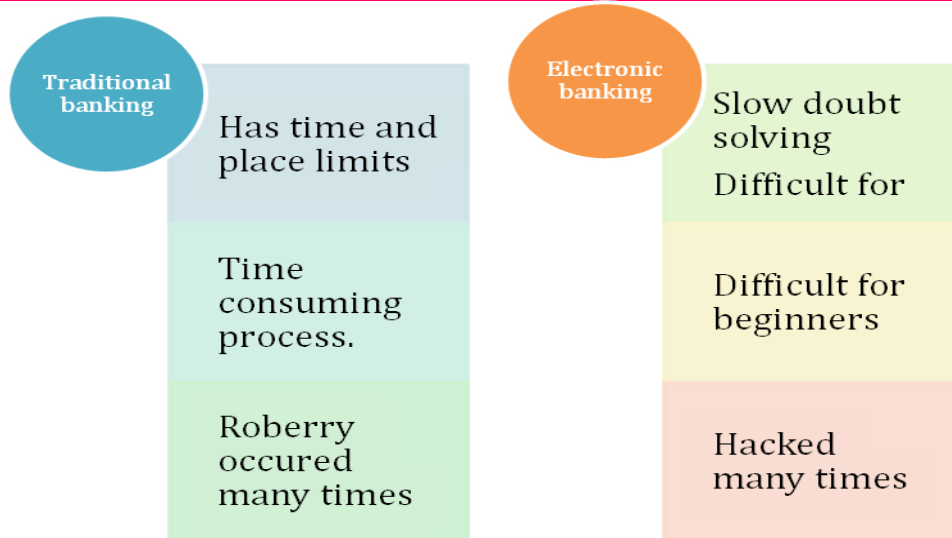 Traditional
banking
Has time and
place limits
Time
consuming
process.
Roberry
occured
many times
Electronic
banking
Slow doubt
solving
Difficult for
Difficult for
beginners
Hacked
many times